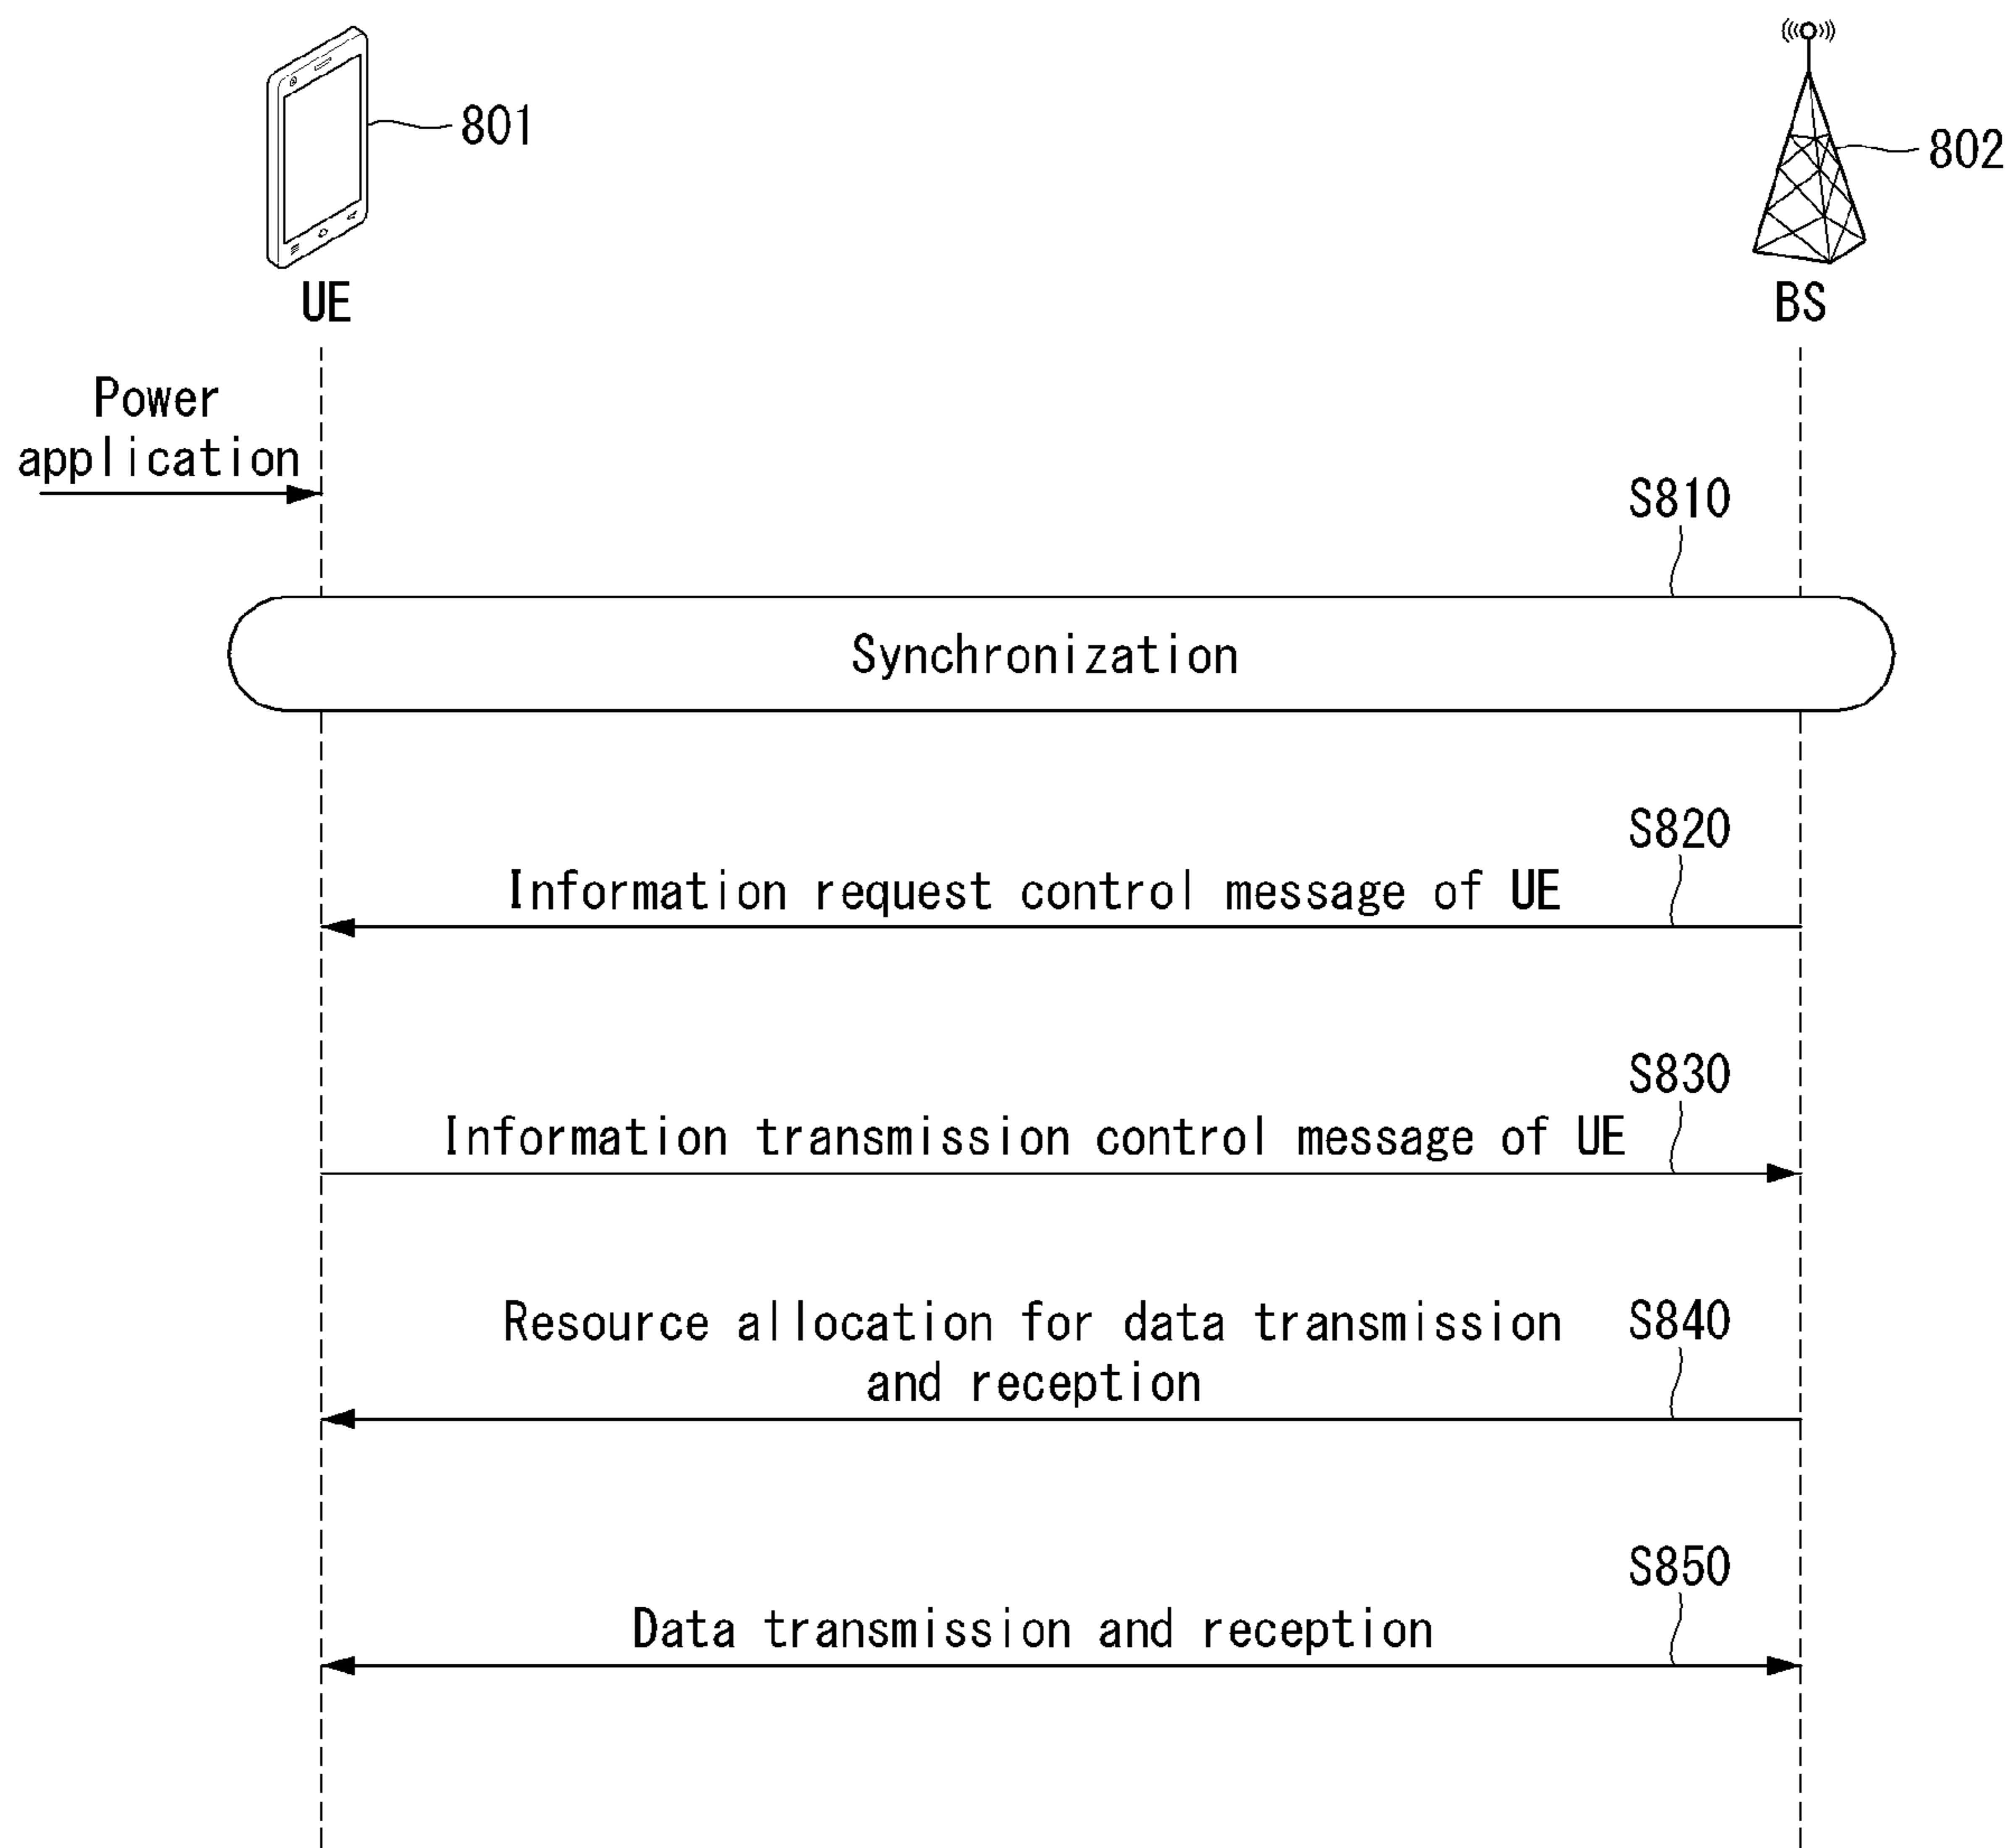 801
802
UE
BS
Power
application
S810
Synchronization
S820
Information request control message of UE
S830
Information transmission control message of UE
Resource allocation for data transmission
and reception
S840
S850
Data transmission and reception